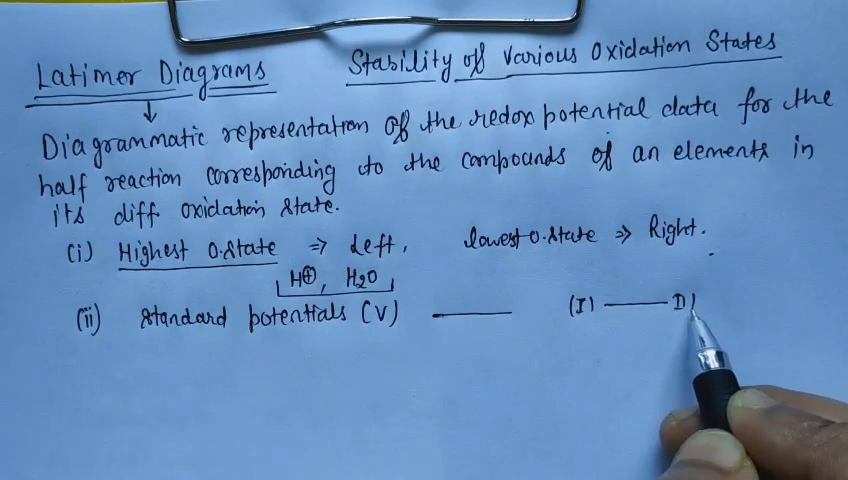 Latimer Diagrams Stability of Various Oxidation States
Diagrammatic representation of the redox potential data for the
half reaction corresponding to the compounds of an elements in
its diff oxidation state.
(i) Highest O.State ⇒ Left, lowest O.State ⇒ Right.
H⊕, H2O
(ii) Standard potentials (V) —— (I) —— II)